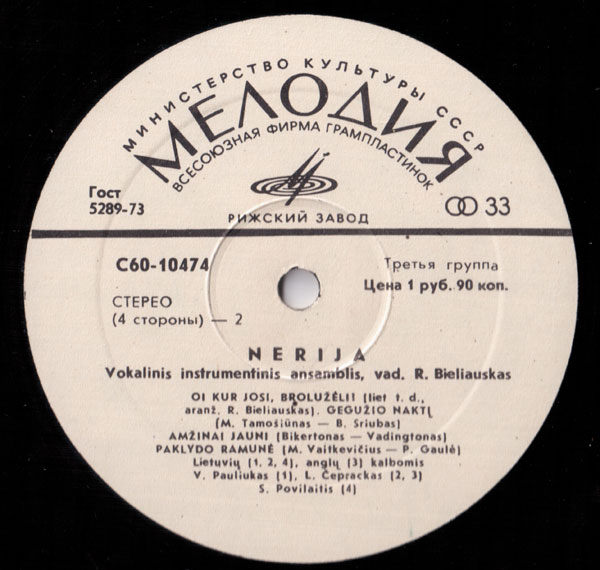 МИНИСТЕРСТВО КУЛЬТУРЫ СССР
МЕЛОДИЯ
ВСЕСОЮЗНАЯ ФИРМА ГРАМПЛАСТИНОК
Гост
5289-73
РИЖСКИЙ ЗАВОД
33
С60-10474
Третья группа
Цена 1 руб. 90 коп.
СТЕРЕО
(4 стороны) — 2
NERIJA
Vokalinis instrumentinis ansamblis, vad. R. Bieliauskas
OI KUR JOSI, BROLUŽĖLI! (liet t. d.,
aranž. R. Bieliauskas). GEGUŽIO NAKTĮ
(M. Tamošiūnas — B. Sriubas)
AMŽINAI JAUNI (Bikertonas — Vadingtonas)
PAKLYDO RAMUNĖ (M. Vaitkevičius — P. Gaulė)
Lietuvių (1, 2, 4), anglų (3) kalbomis
V. Pauliukas (1), L. Čeprackas (2, 3)
S. Povilaitis (4)